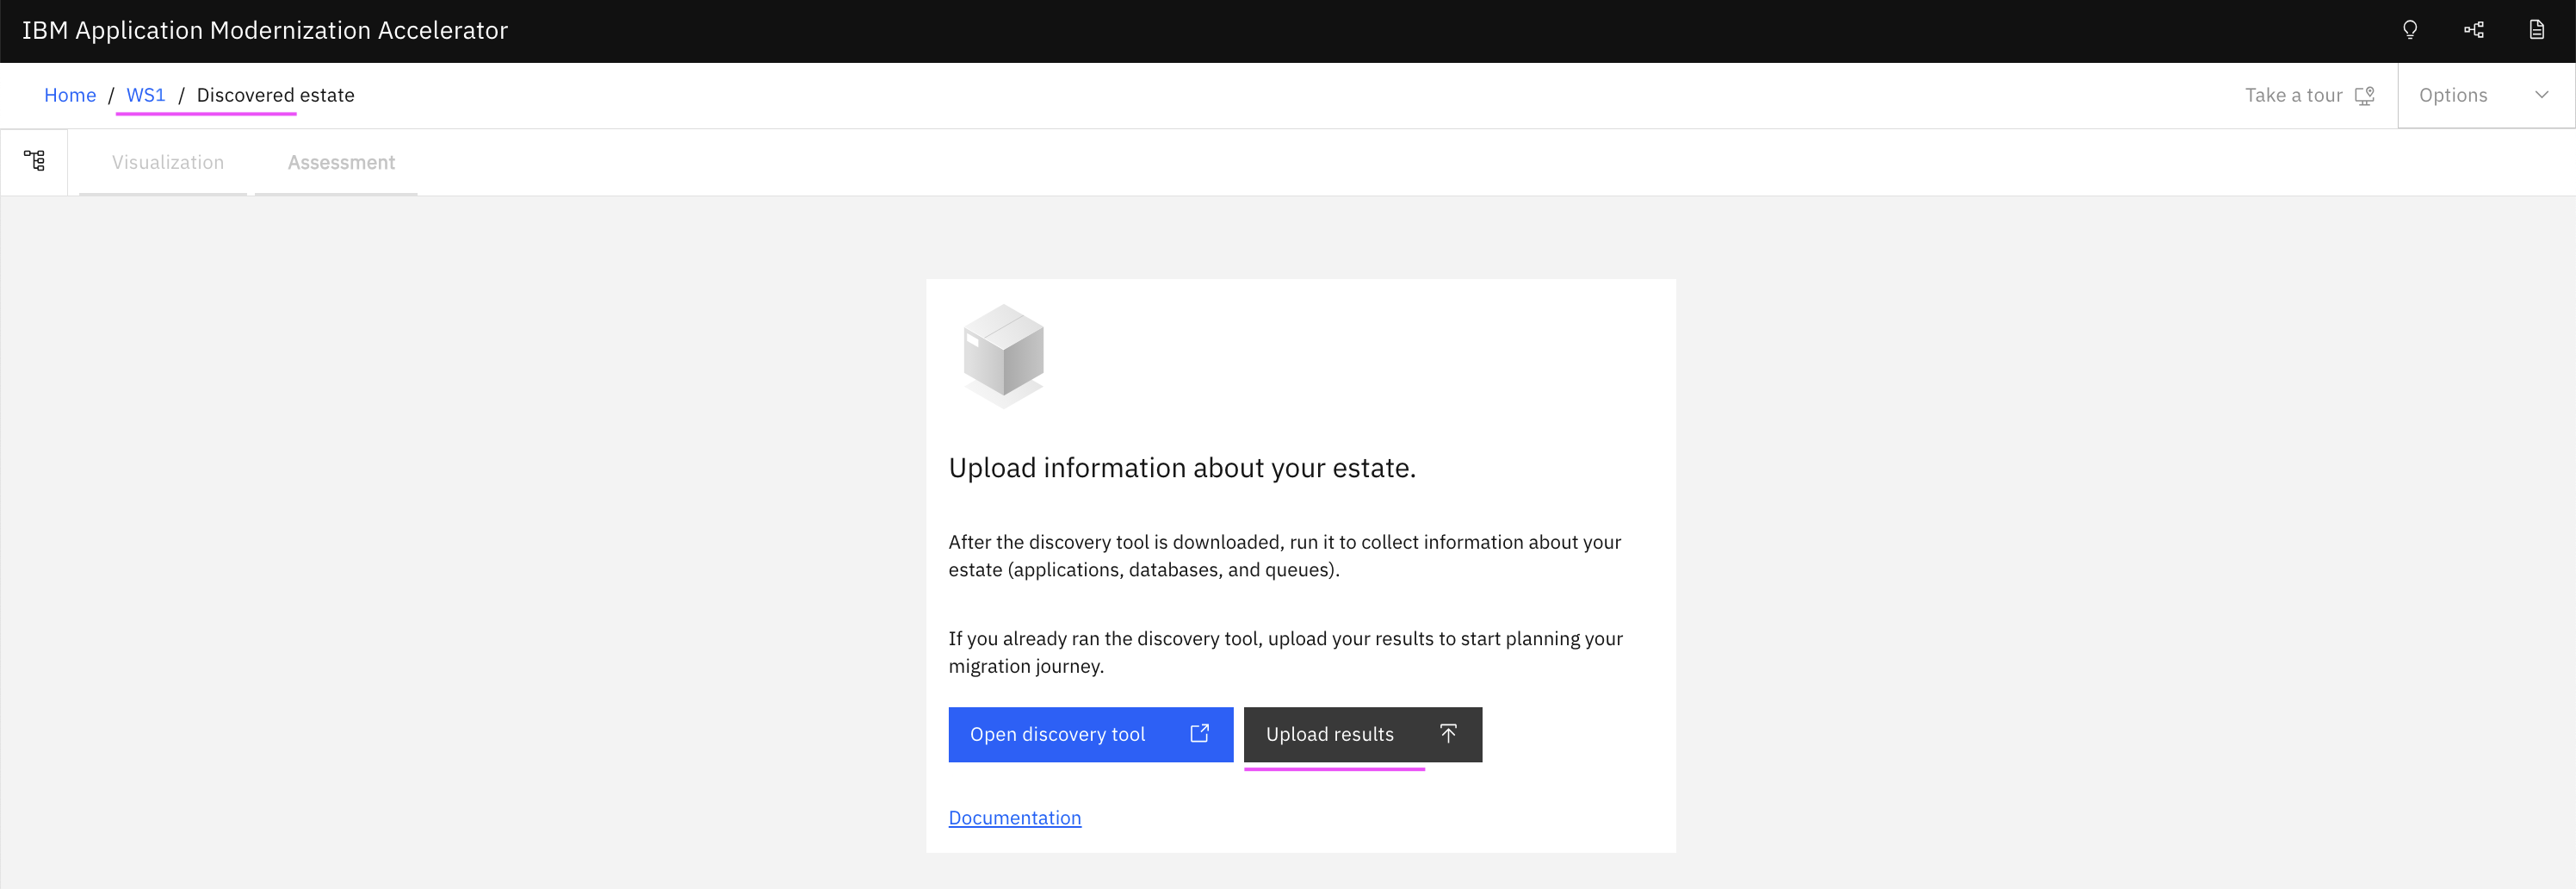 IBM Application Modernization Accelerator
Home / WS1 / Discovered estate
Take a tour
Options
Visualization
Assessment
Upload information about your estate.
After the discovery tool is downloaded, run it to collect information about your
estate (applications, databases, and queues).
If you already ran the discovery tool, upload your results to start planning your
migration journey.
Open discovery tool
Upload results
Documentation